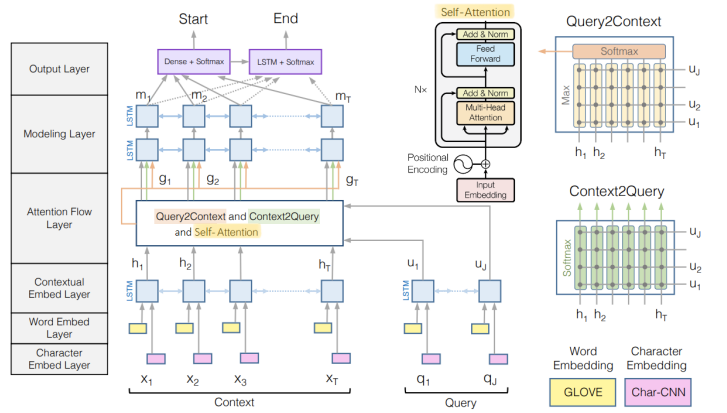 Start
End
Self-Attention
Query2Context
Output Layer
Dense + Softmax
LSTM + Softmax
Add & Norm
Feed
Forward
Softmax
m1
m2
mT
N×
Add & Norm
Multi-Head
Attention
Max
uJ
u2
u1
Modeling Layer
LSTM
LSTM
h1
h2
hT
Positional
Encoding
Input
Embedding
g1
g2
gT
Attention Flow
Layer
Query2Context and Context2Query
and Self-Attention
Context2Query
Softmax
uJ
u2
u1
h1
h2
hT
h1
h2
hT
u1
uJ
Contextual
Embed Layer
LSTM
LSTM
Word Embed
Layer
Character
Embed Layer
x1
x2
x3
xT
q1
qJ
Context
Query
Word
Embedding
Character
Embedding
GLOVE
Char-CNN